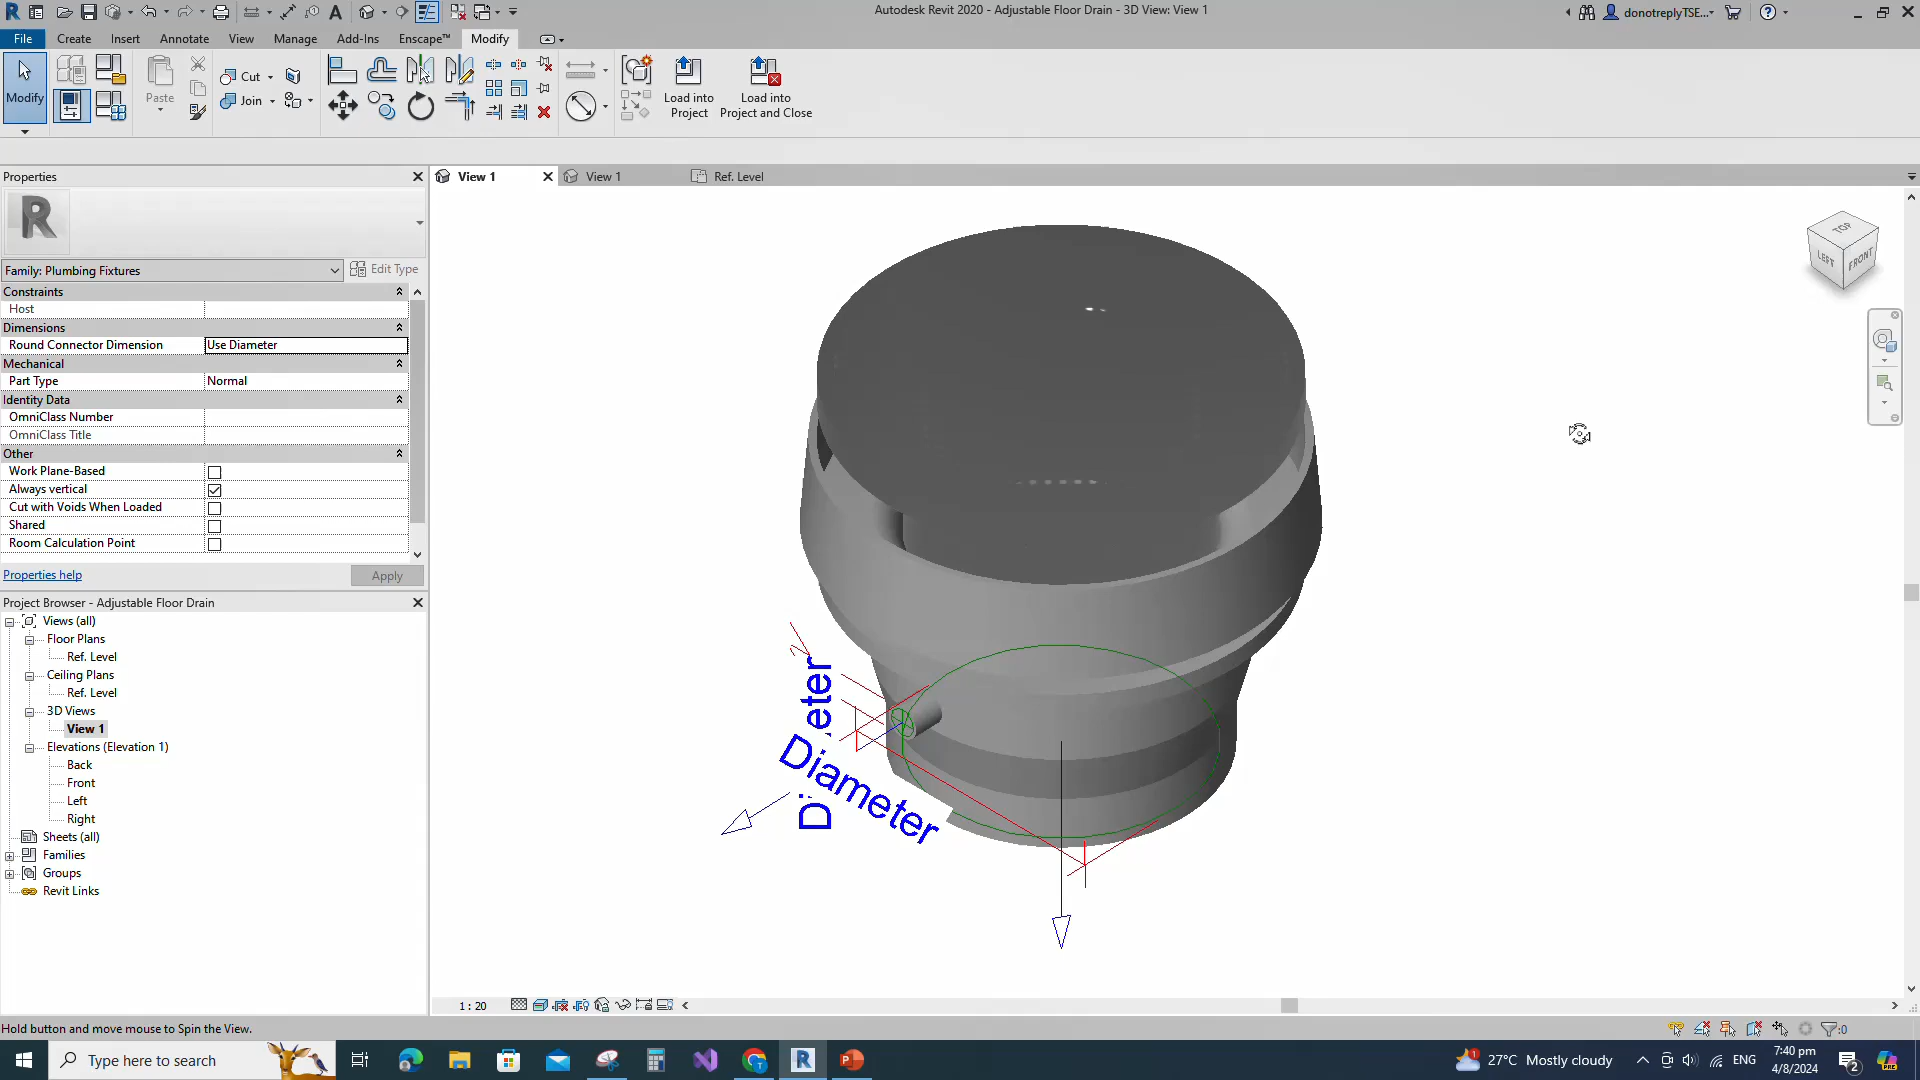 Autodesk Revit 2020 - Adjustable Floor Drain - 3D View: View 1
donotreplyTSE...
File
Create
Insert
Annotate
View
Manage
Add-Ins
Enscape™
Modify
Modify
Paste
Cut
Join
Load into
Project
Load into
Project and Close
Properties
R
Family: Plumbing Fixtures
Edit Type
Constraints
Host
Dimensions
Round Connector Dimension
Use Diameter
Mechanical
Part Type
Normal
Identity Data
OmniClass Number
OmniClass Title
Other
Work Plane-Based
Always vertical
Cut with Voids When Loaded
Shared
Room Calculation Point
Properties help
Apply
Project Browser - Adjustable Floor Drain
Views (all)
Floor Plans
Ref. Level
Ceiling Plans
Ref. Level
3D Views
View 1
Elevations (Elevation 1)
Back
Front
Left
Right
Sheets (all)
Families
Groups
Revit Links
View 1
View 1
Ref. Level
TOP
LEFT
FRONT
Diameter
1 : 20
Hold button and move mouse to Spin the View.
:0
Type here to search
27°C Mostly cloudy
ENG
7:40 pm
4/8/2024
2